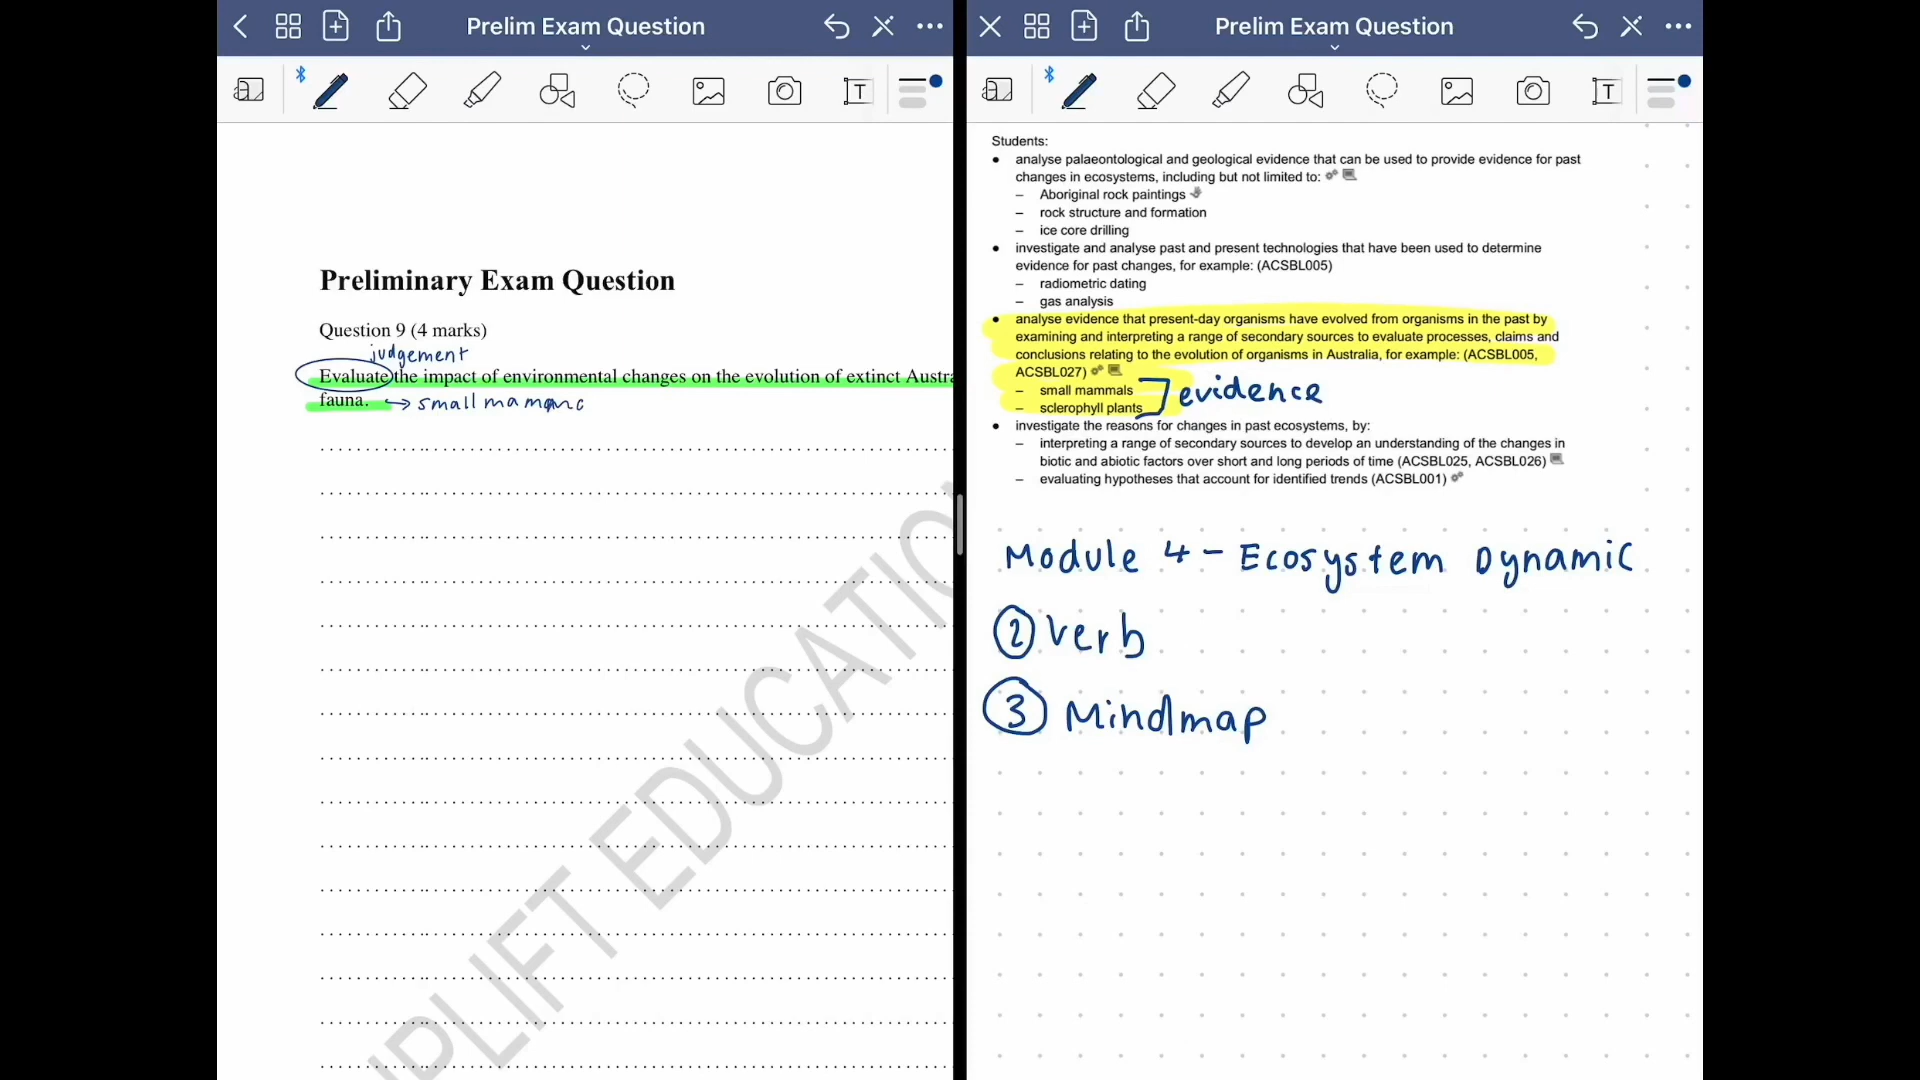 Prelim Exam Question
Preliminary Exam Question
Question 9 (4 marks)
judgement
Evaluate the impact of environmental changes on the evolution of extinct Austra
fauna. → small
UPLIFT EDUCATION
Prelim Exam Question
Students:
• analyse palaeontological and geological evidence that can be used to provide evidence for past
changes in ecosystems, including but not limited to:
– Aboriginal rock paintings
– rock structure and formation
– ice core drilling
• investigate and analyse past and present technologies that have been used to determine
evidence for past changes, for example: (ACSBL005)
– radiometric dating
– gas analysis
• analyse evidence that present-day organisms have evolved from organisms in the past by
examining and interpreting a range of secondary sources to evaluate processes, claims and
conclusions relating to the evolution of organisms in Australia, for example: (ACSBL005,
ACSBL027)
– small mammals
– sclerophyll plants
evidence
• investigate the reasons for changes in past ecosystems, by:
– interpreting a range of secondary sources to develop an understanding of the changes in
biotic and abiotic factors over short and long periods of time (ACSBL025, ACSBL026)
– evaluating hypotheses that account for identified trends (ACSBL001)
Module 4 - Ecosystem Dynamic
② Verb
③ Mindmap